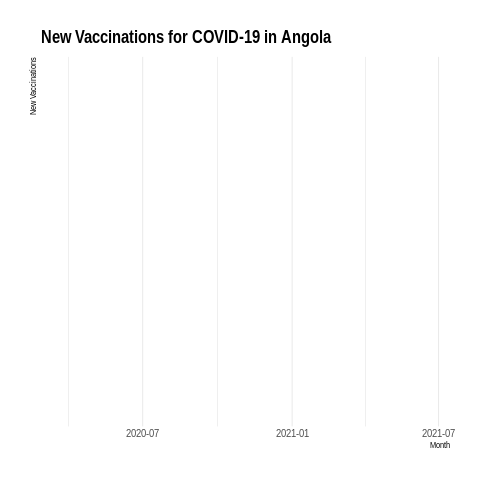 New Vaccinations for COVID-19 in Angola
New Vaccinations
2020-07
2021-01
2021-07
Month